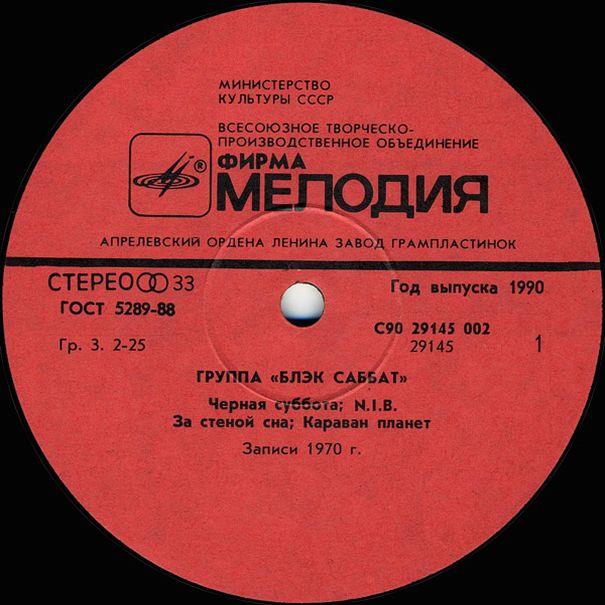 МИНИСТЕРСТВО
КУЛЬТУРЫ СССР
ВСЕСОЮЗНОЕ ТВОРЧЕСКО-
ПРОИЗВОДСТВЕННОЕ ОБЪЕДИНЕНИЕ
ФИРМА
® МЕЛОДИЯ
АПРЕЛЕВСКИЙ ОРДЕНА ЛЕНИНА ЗАВОД ГРАМПЛАСТИНОК
СТЕРЕО 33
Год выпуска 1990
ГОСТ 5289-88
С90 29145 002
Гр. 3. 2-25
29145
1
ГРУППА «БЛЭК САББАТ»
Черная суббота; N.I.B.
За стеной сна; Караван планет
Записи 1970 г.